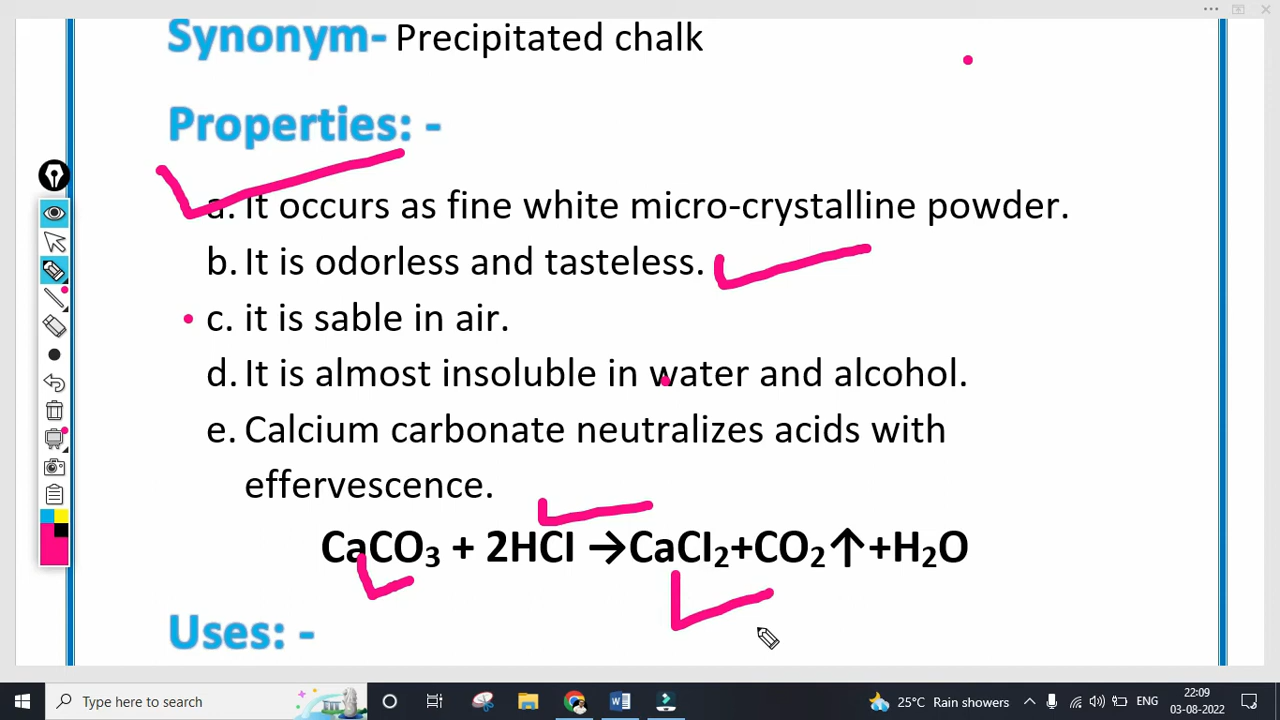 Synonym- Precipitated chalk
Properties: -
a. It occurs as fine white micro-crystalline powder.
b. It is odorless and tasteless.
c. it is sable in air.
d. It is almost insoluble in water and alcohol.
e. Calcium carbonate neutralizes acids with
effervescence.
CaCO₃ + 2HCl →CaCl₂+CO₂↑+H₂O
Uses: -
Type here to search
25°C Rain showers
ENG
22:09
03-08-2022